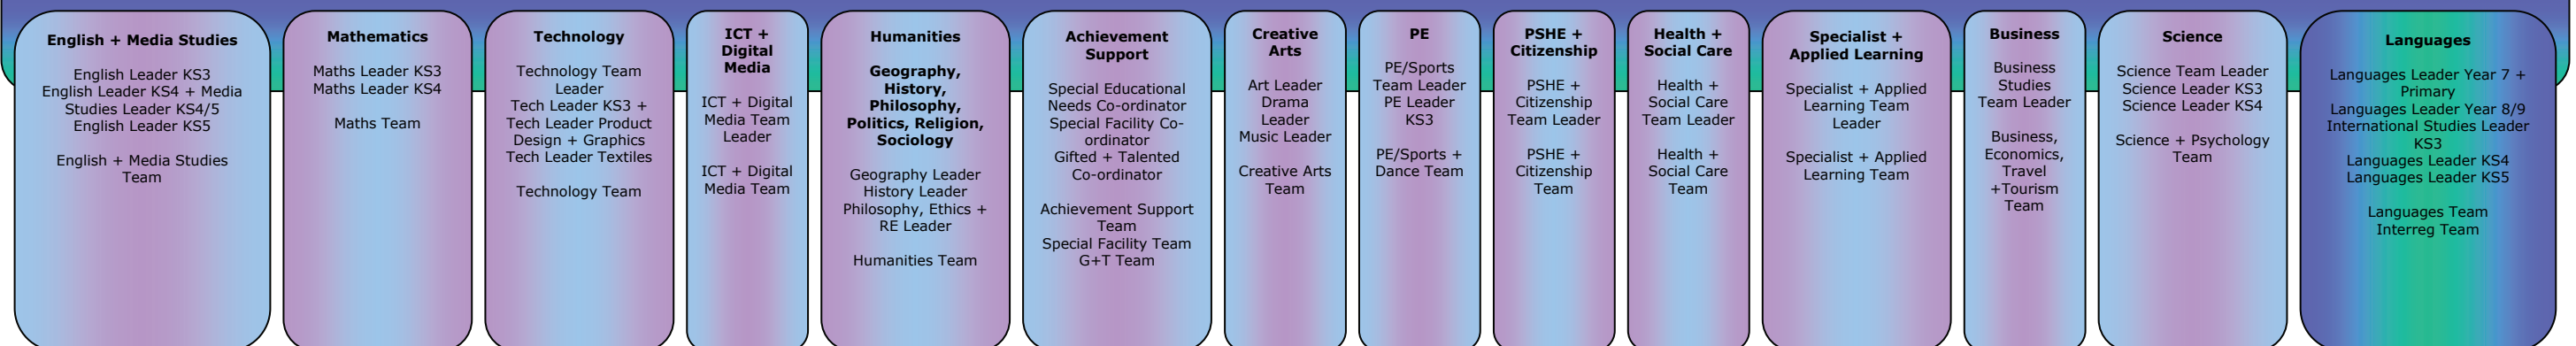 English + Media Studies
English Leader KS3
English Leader KS4 + Media
Studies Leader KS4/5
English Leader KS5
English + Media Studies
Team
Mathematics
Maths Leader KS3
Maths Leader KS4
Maths Team
Technology
Technology Team
Leader
Tech Leader KS3 +
Tech Leader Product
Design + Graphics
Tech Leader Textiles
Technology Team
ICT +
Digital
Media
ICT + Digital
Media Team
Leader
ICT + Digital
Media Team
Humanities
Geography,
History,
Philosophy,
Politics, Religion,
Sociology
Geography Leader
History Leader
Philosophy, Ethics +
RE Leader
Humanities Team
Achievement
Support
Special Educational
Needs Co-ordinator
Special Facility Co-
ordinator
Gifted + Talented
Co-ordinator
Achievement Support
Team
Special Facility Team
G+T Team
Creative
Arts
Art Leader
Drama
Leader
Music Leader
Creative Arts
Team
PE
PE/Sports
Team Leader
PE Leader
KS3
PE/Sports +
Dance Team
PSHE +
Citizenship
PSHE +
Citizenship
Team Leader
PSHE +
Citizenship
Team
Health +
Social Care
Health +
Social Care
Team Leader
Health +
Social Care
Team
Specialist +
Applied Learning
Specialist + Applied
Learning Team
Leader
Specialist + Applied
Learning Team
Business
Business
Studies
Team Leader
Business,
Economics,
Travel
+Tourism
Team
Science
Science Team Leader
Science Leader KS3
Science Leader KS4
Science + Psychology
Team
Languages
Languages Leader Year 7 +
Primary
Languages Leader Year 8/9
International Studies Leader
KS3
Languages Leader KS4
Languages Leader KS5
Languages Team
Interreg Team